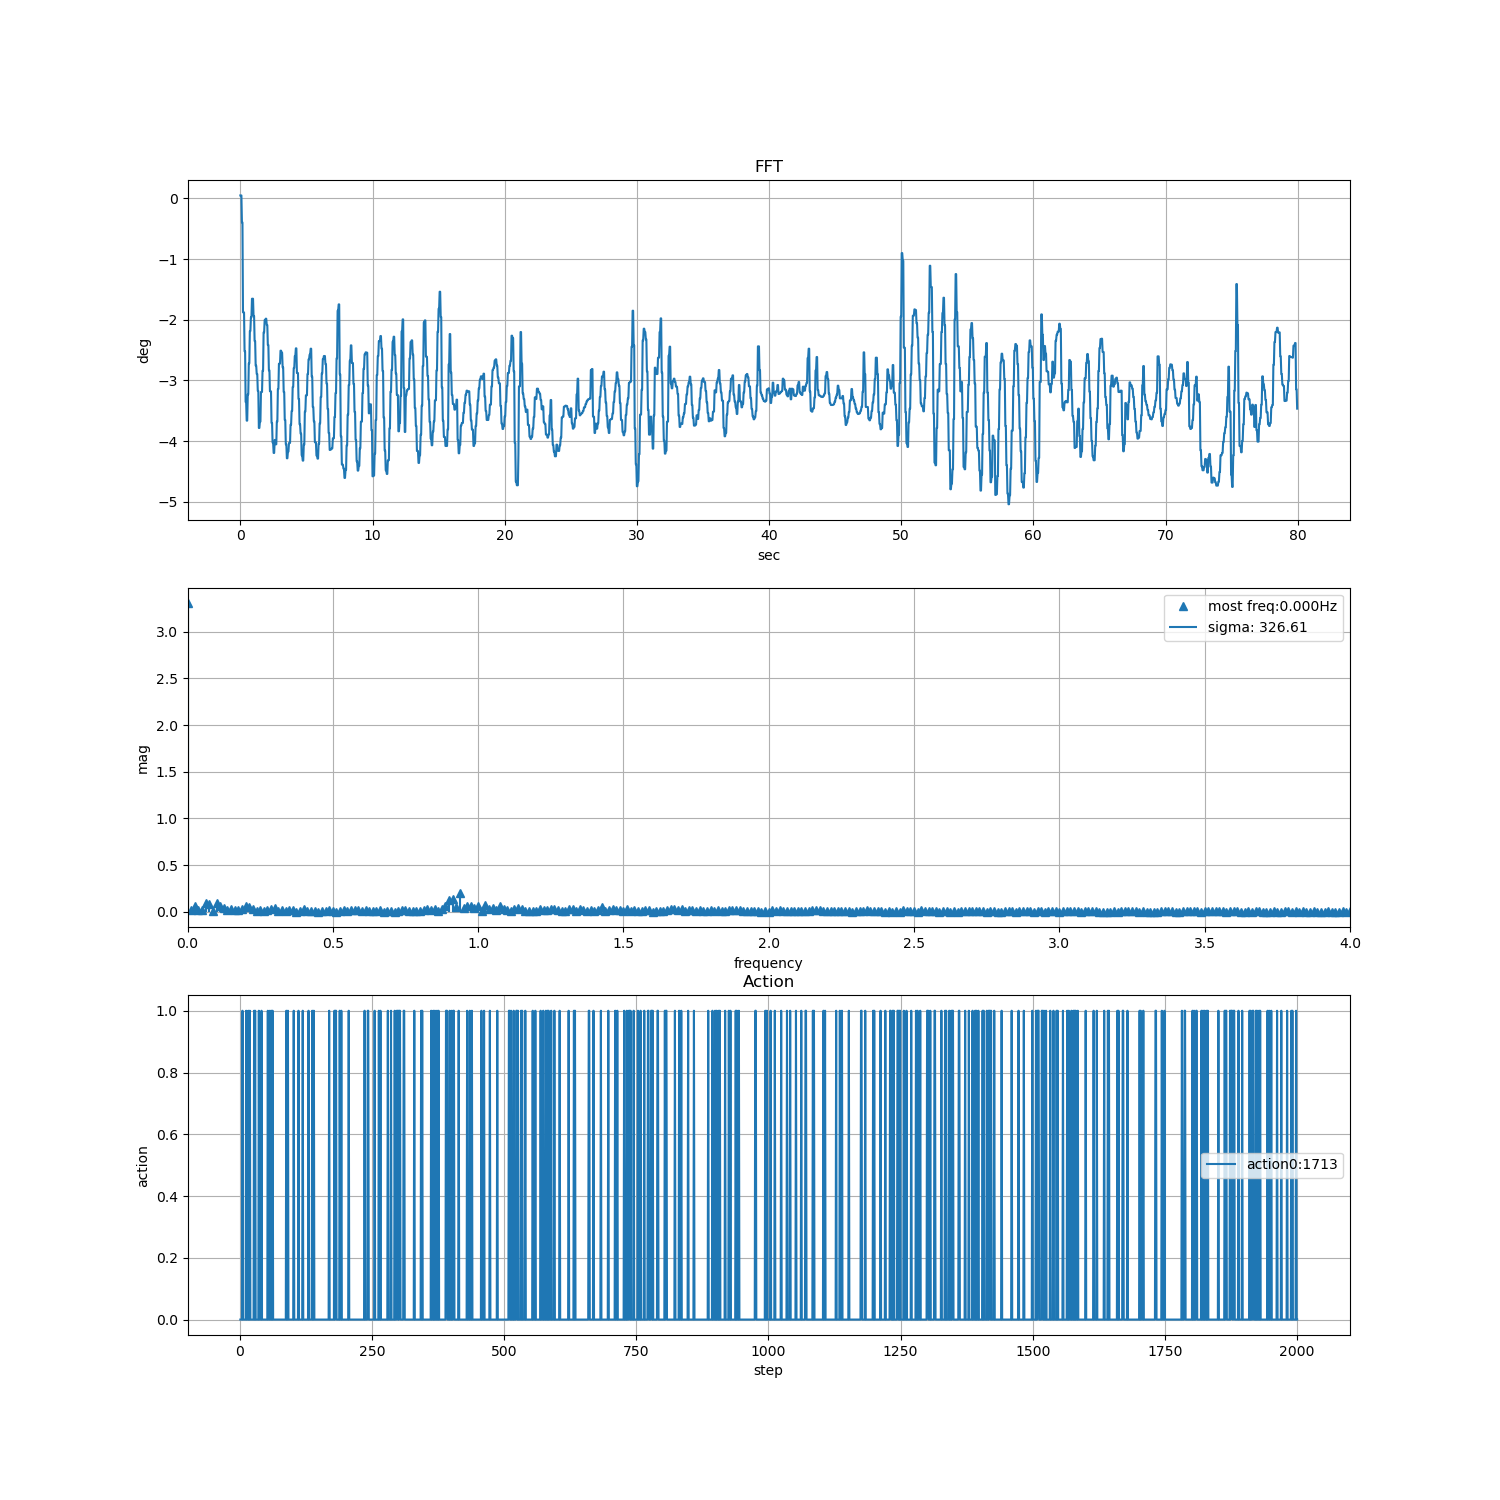 FFT
0
−1
−2
−3
−4
−5
deg
0 10 20 30 40 50 60 70 80
sec
most freq:0.000Hz
sigma: 326.61
3.0
2.5
2.0
1.5
1.0
0.5
0.0
mag
0.0 0.5 1.0 1.5 2.0 2.5 3.0 3.5 4.0
frequency
Action
1.0
0.8
0.6
0.4
0.2
0.0
action
action0:1713
0 250 500 750 1000 1250 1500 1750 2000
step